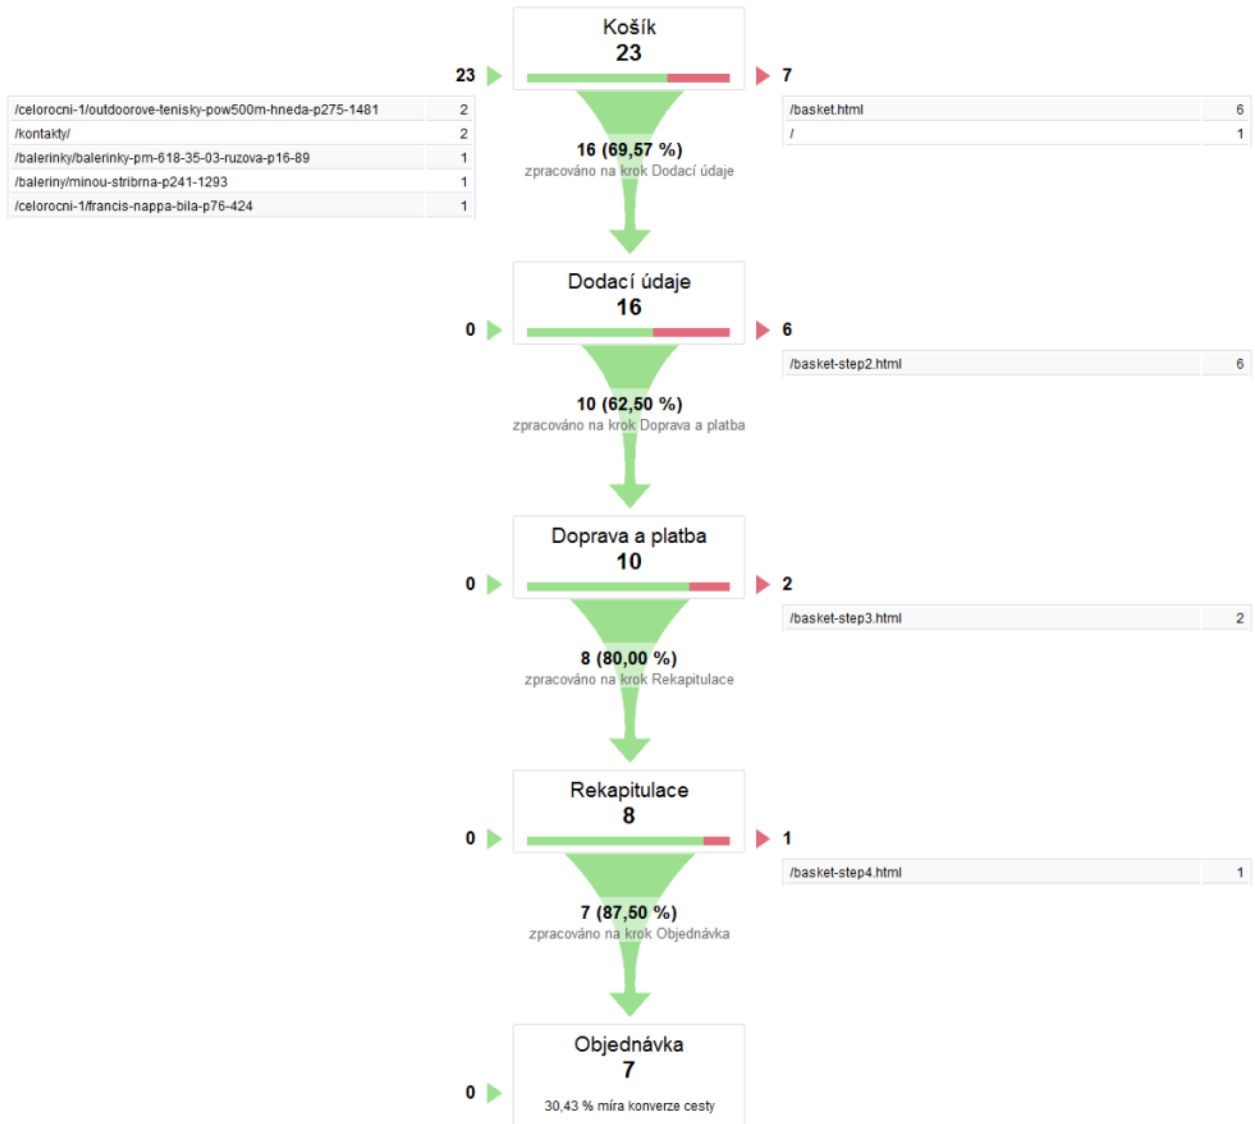 Košík
23
23
7
/celorocni-1/outdoorove-tenisky-pow500m-hneda-p275-1481 2
/kontakty/ 2
/balerinky/balerinky-pm-618-35-03-ruzova-p16-89 1
/baleriny/minou-stribrna-p241-1293 1
/celorocni-1/francis-nappa-bila-p76-424 1
/basket.html 6
/ 1
16 (69,57 %)
zpracováno na krok Dodací údaje
Dodací údaje
16
0
6
/basket-step2.html 6
10 (62,50 %)
zpracováno na krok Doprava a platba
Doprava a platba
10
0
2
/basket-step3.html 2
8 (80,00 %)
zpracováno na krok Rekapitulace
Rekapitulace
8
0
1
/basket-step4.html 1
7 (87,50 %)
zpracováno na krok Objednávka
Objednávka
7
0
30,43 % míra konverze cesty